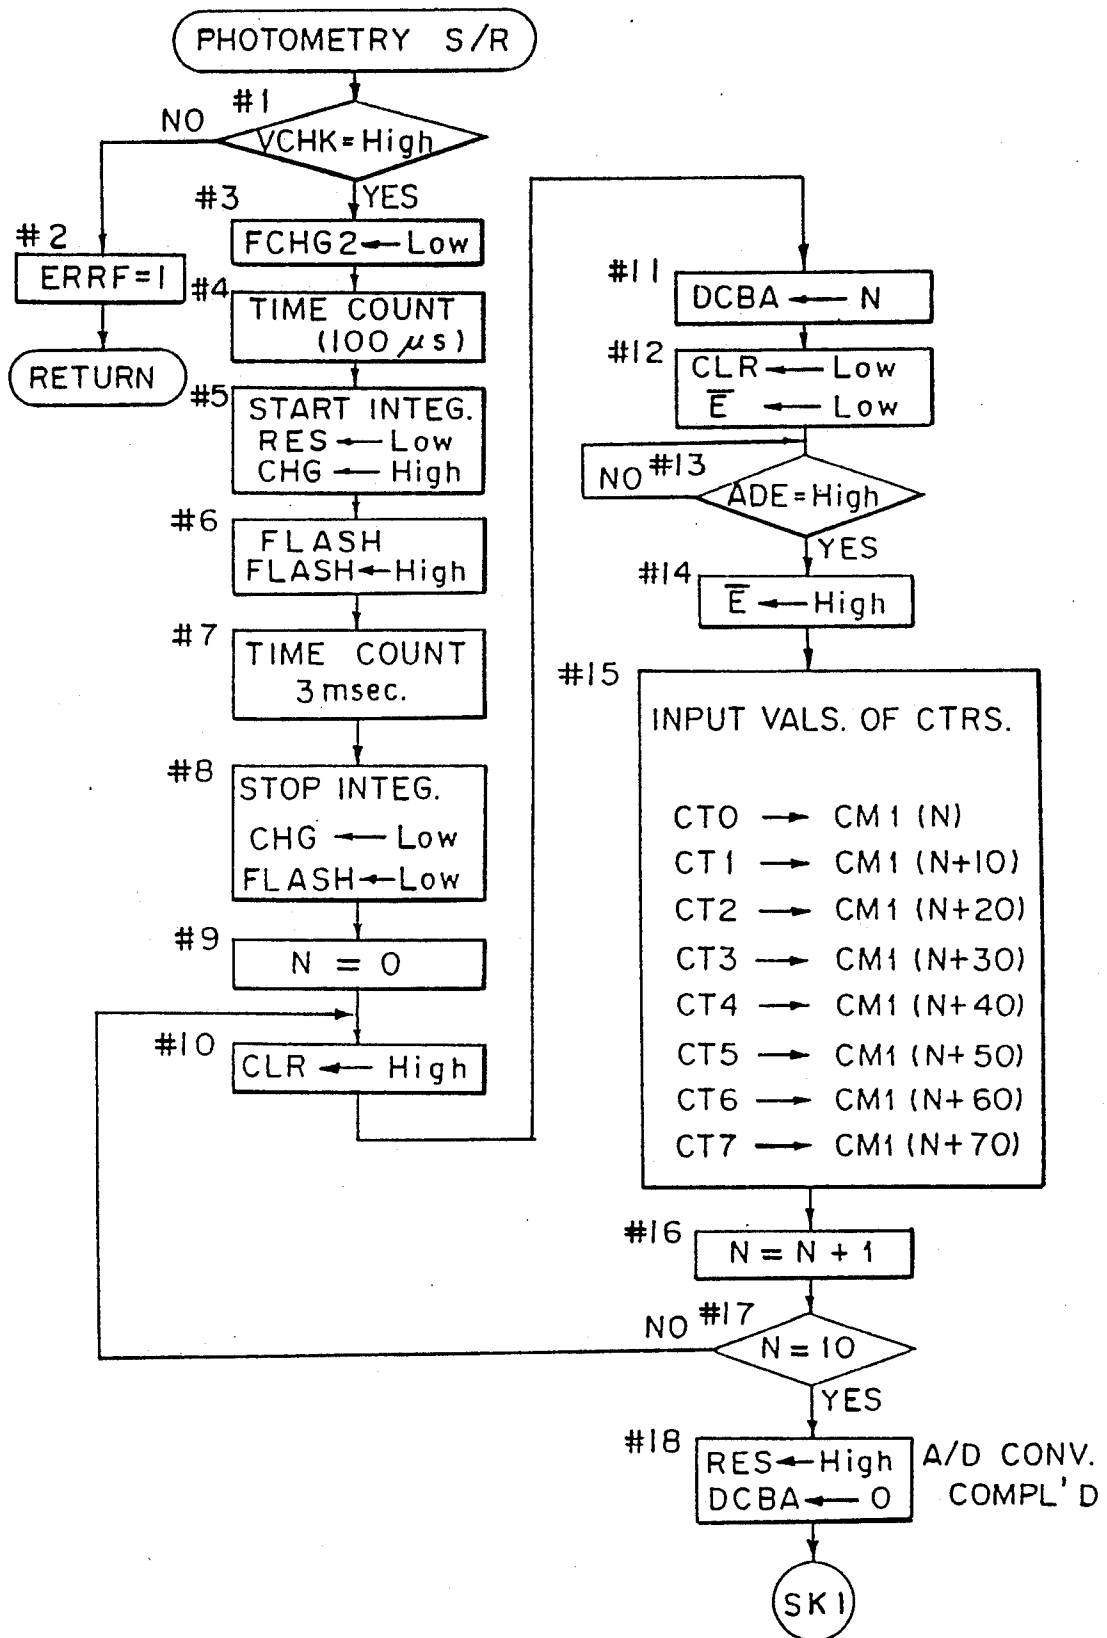 PHOTOMETRY S/R
#1
NO
VCHK=High
YES
#2
ERRF=1
RETURN
#3
FCHG2←Low
#4
TIME COUNT
(100 μs)
#5
START INTEG.
RES ← Low
CHG ← High
#6
FLASH
FLASH←High
#7
TIME COUNT
3msec.
#8
STOP INTEG.
CHG ← Low
FLASH←Low
#9
N = 0
#10
CLR ← High
#11
DCBA ← N
#12
CLR ← Low
E̅ ← Low
#13
NO
ADE=High
YES
#14
E̅ ← High
#15
INPUT VALS. OF CTRS.
CT0 → CM1 (N)
CT1 → CM1 (N+10)
CT2 → CM1 (N+20)
CT3 → CM1 (N+30)
CT4 → CM1 (N+40)
CT5 → CM1 (N+50)
CT6 → CM1 (N+60)
CT7 → CM1 (N+70)
#16
N = N + 1
#17
NO
N = 10
YES
#18
RES←High
DCBA← 0
A/D CONV.
COMPL'D
SK1